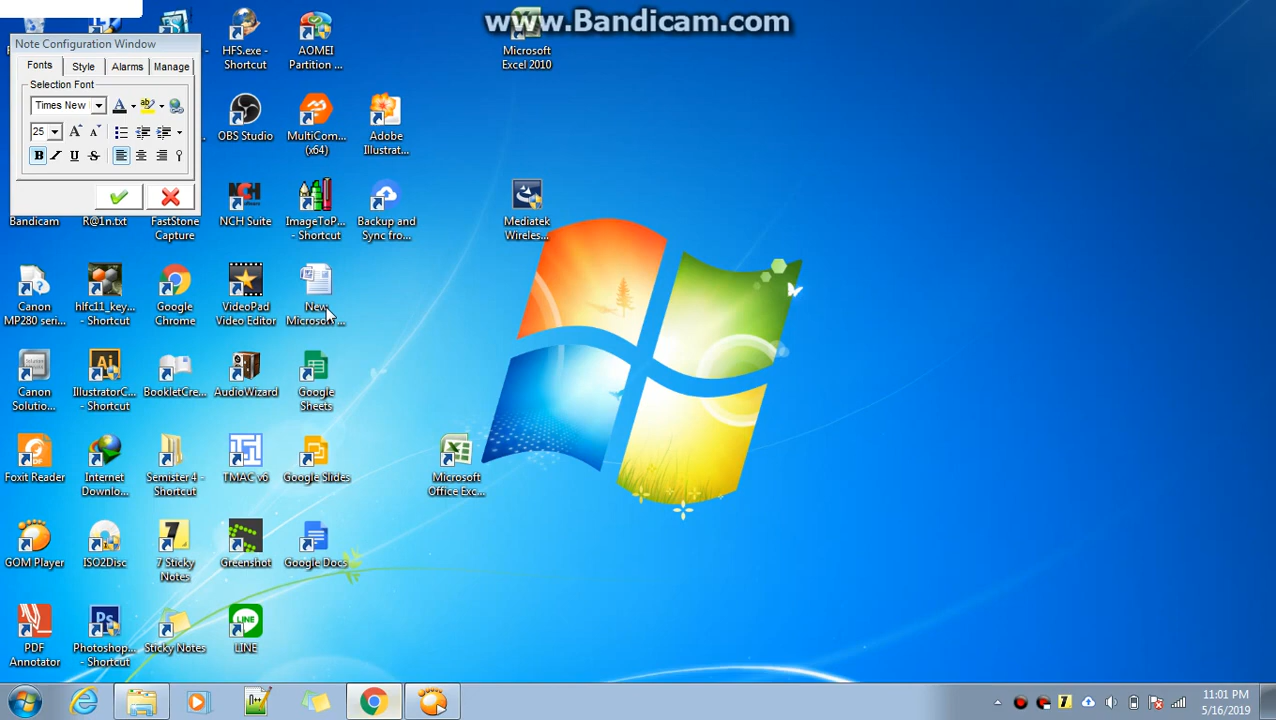 www.Bandicam.com
Note Configuration Window
Fonts
Style
Alarms
Manage
Selection Font
Times New
25
B
HFS.exe -
Shortcut
AOMEI
Partition ...
Microsoft
Excel 2010
OBS Studio
MultiCom...
(x64)
Adobe
Illustrat...
Bandicam
R@1n.txt
FastStone
Capture
NCH Suite
ImageToP...
- Shortcut
Backup and
Sync fro...
Mediatek
Wireles...
Canon
MP280 seri...
hlfc11_key...
- Shortcut
Google
Chrome
VideoPad
Video Editor
New
Microsoft ...
Canon
Solutio...
IllustratorC...
- Shortcut
BookletCre...
AudioWizard
Google
Sheets
Foxit Reader
Internet
Downlo...
Semister 4 -
Shortcut
TMAC v6
Google Slides
Microsoft
Office Exc...
GOM Player
ISO2Disc
7 Sticky
Notes
Greenshot
Google Docs
PDF
Annotator
Photoshop...
- Shortcut
Sticky Notes
LINE
11:01 PM
5/16/2019